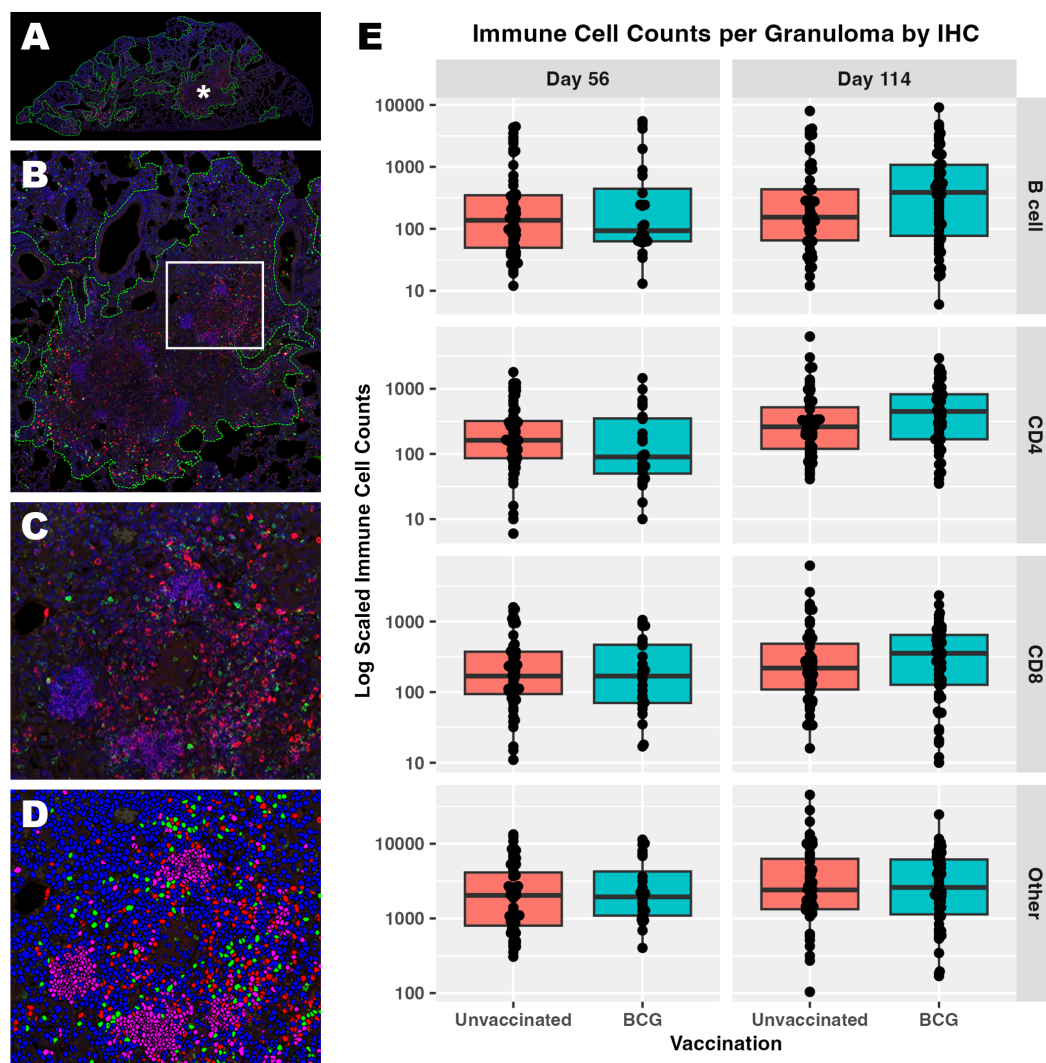 A
B
C
D
E
Immune Cell Counts per Granuloma by IHC
Day 56
Day 114
Log Scaled Immune Cell Counts
10000
1000
100
10
B cell
1000
100
10
CD4
1000
100
10
CD8
10000
1000
100
Other
Unvaccinated
BCG
Unvaccinated
BCG
Vaccination